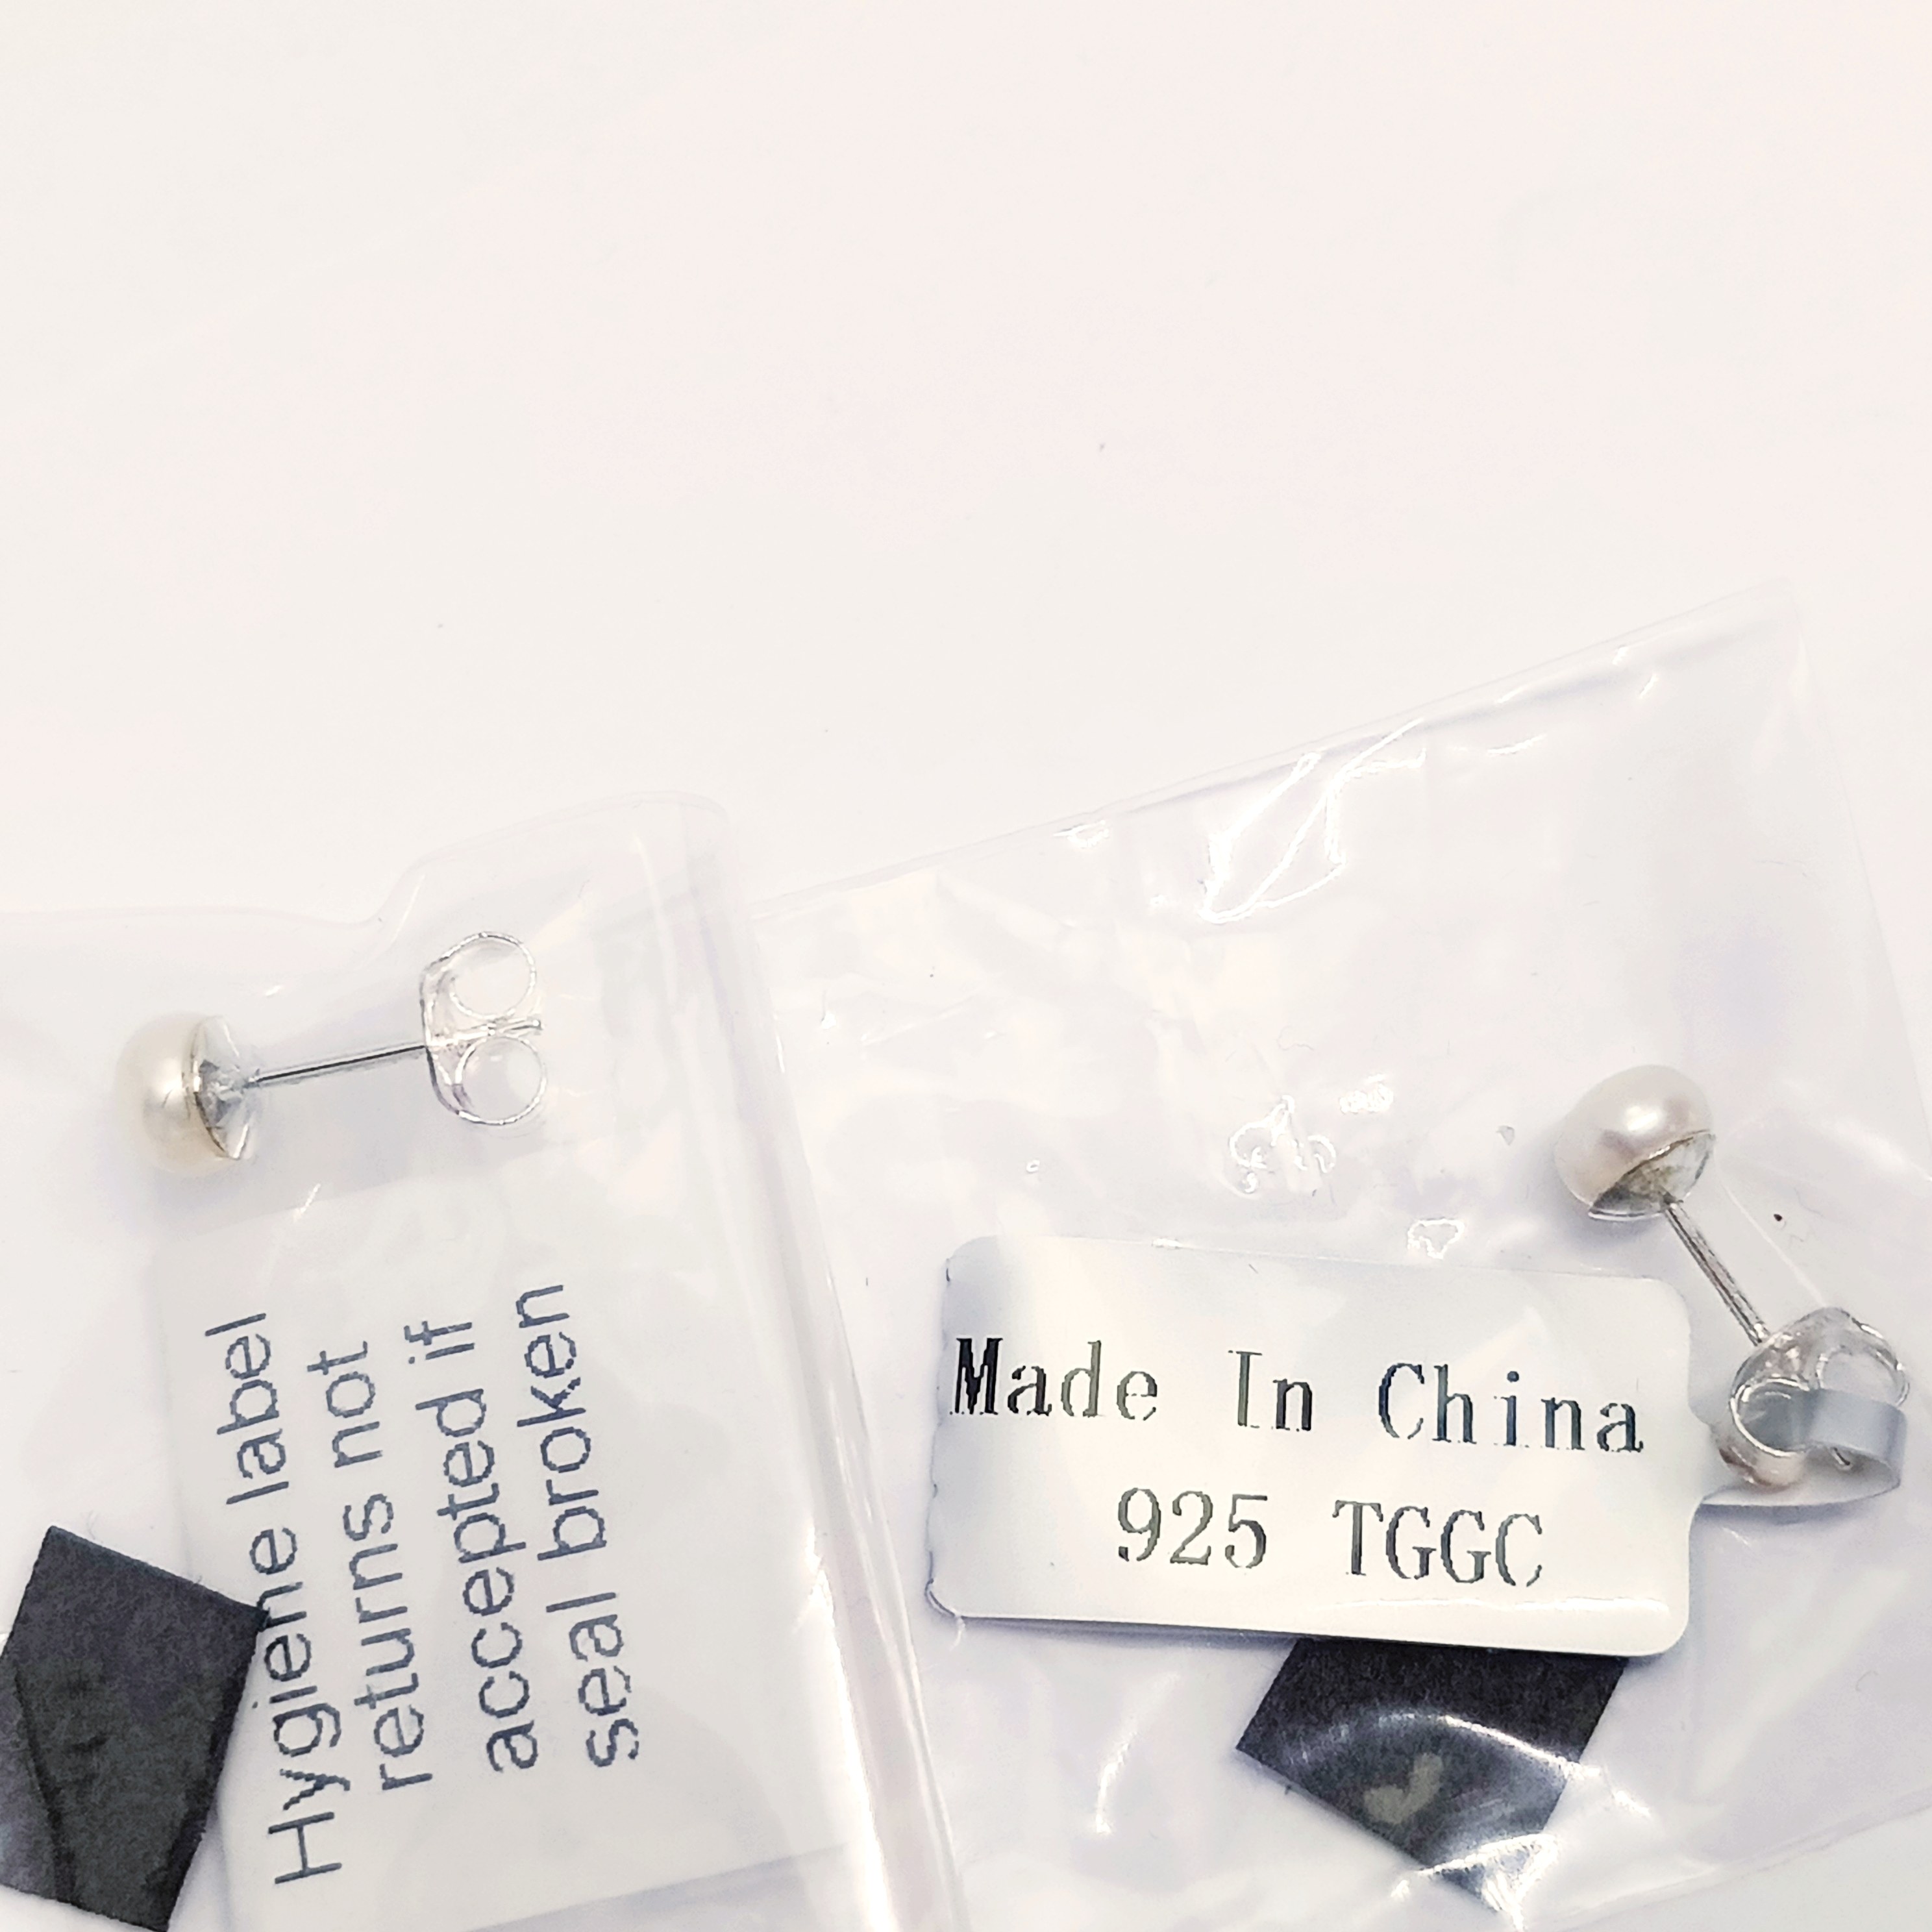 Hygiene label
returns not
accepted if
seal broken
Made In China
925 TGGC